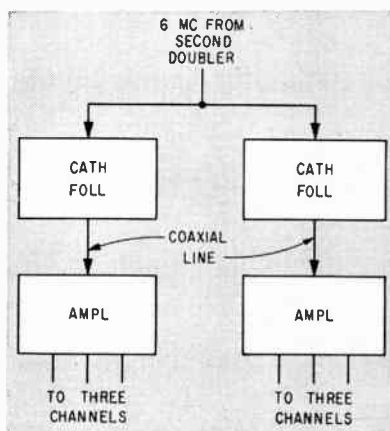 6 MC FROM
SECOND
DOUBLER
CATH
FOLL
CATH
FOLL
COAXIAL
LINE
AMPL
AMPL
TO THREE
CHANNELS
TO THREE
CHANNELS